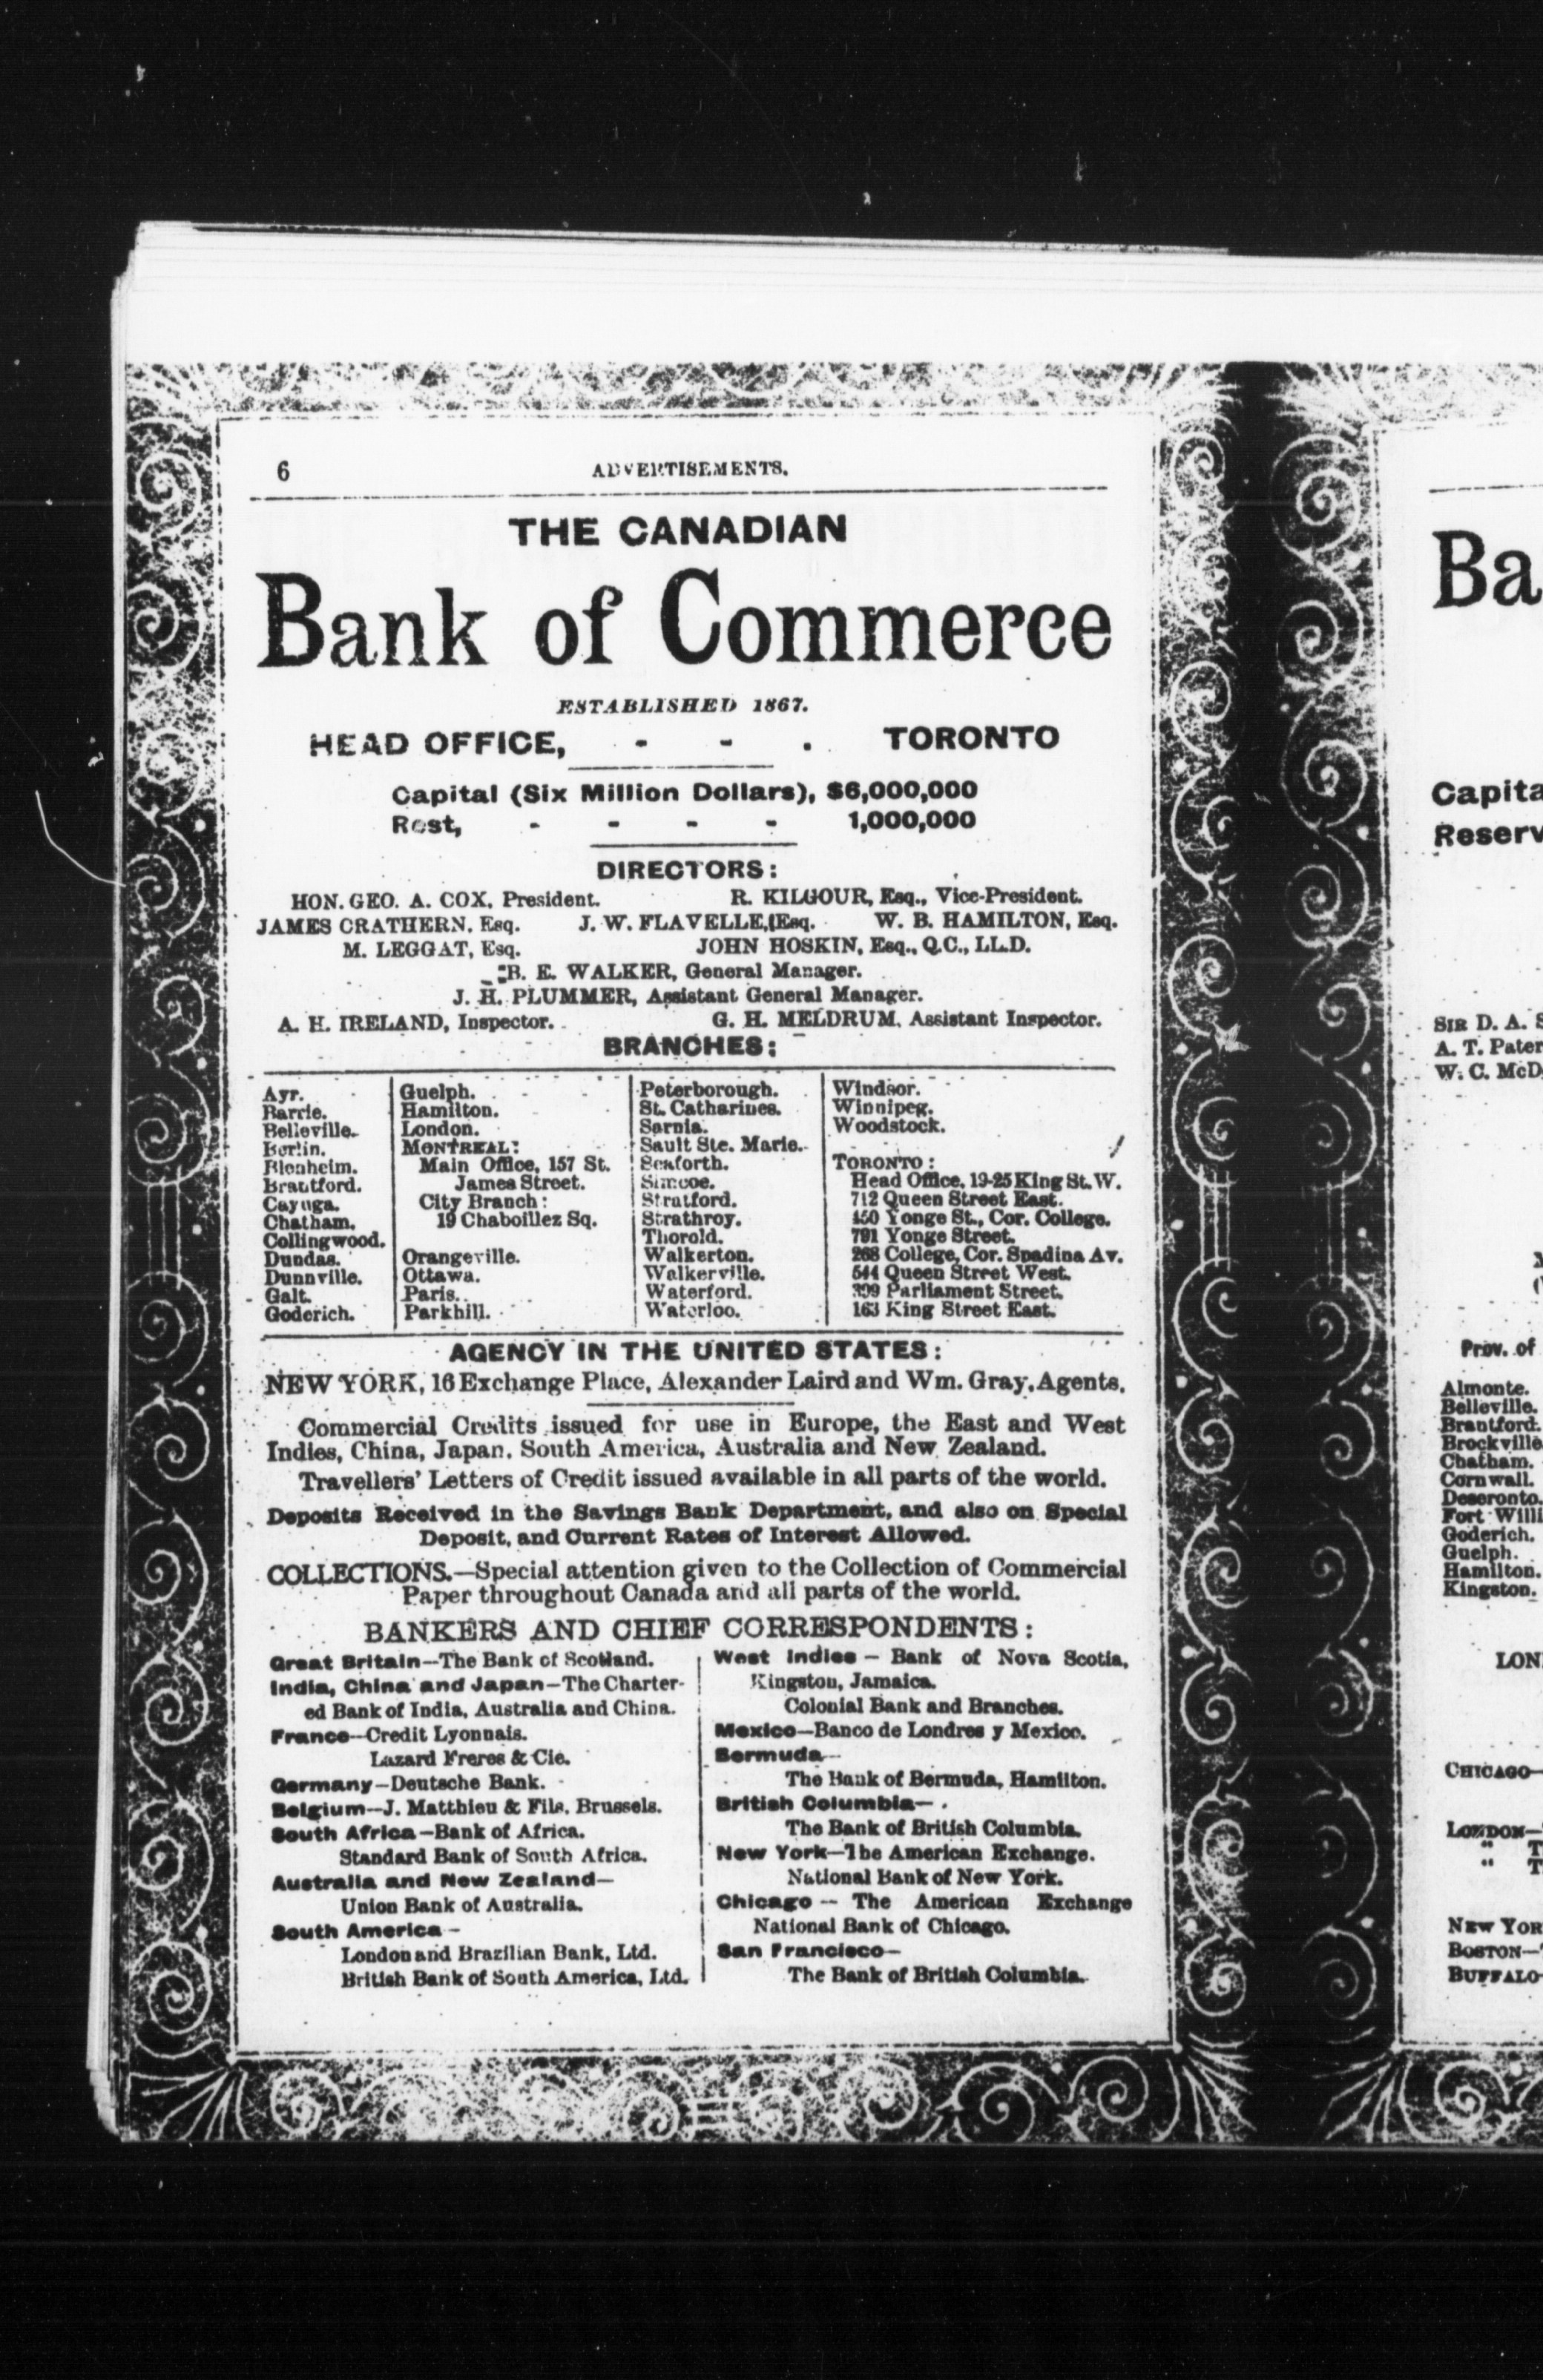 6 ADVERTISEMENTS.
THE CANADIAN
Bank of Commerce
ESTABLISHED 1867.
HEAD OFFICE, - - . TORONTO
Capital (Six Million Dollars), $6,000,000
Rest, - - - - 1,000,000
DIRECTORS:
HON. GEO. A. COX, President. R. KILGOUR, Esq., Vice-President.
JAMES CRATHERN, Esq. J. W. FLAVELLE, Esq. W. B. HAMILTON, Esq.
M. LEGGAT, Esq. JOHN HOSKIN, Esq., Q.C., LL.D.
B. E. WALKER, General Manager.
J. H. PLUMMER, Assistant General Manager.
A. H. IRELAND, Inspector. G. H. MELDRUM, Assistant Inspector.
BRANCHES:
Ayr.
Barrie.
Belleville.
Berlin.
Blenheim.
Brantford.
Cayuga.
Chatham.
Collingwood.
Dundas.
Dunnville.
Galt.
Goderich.
Guelph.
Hamilton.
London.
MONTREAL:
Main Office, 157 St.
James Street.
City Branch:
19 Chaboillez Sq.
Orangeville.
Ottawa.
Paris.
Parkhill.
Peterborough.
St. Catharines.
Sarnia.
Sault Ste. Marie.
Seaforth.
Simcoe.
Stratford.
Strathroy.
Thorold.
Walkerton.
Walkerville.
Waterford.
Waterloo.
Windsor.
Winnipeg.
Woodstock.
TORONTO:
Head Office, 19-25 King St. W.
712 Queen Street East.
450 Yonge St., Cor. College.
791 Yonge Street.
268 College, Cor. Spadina Av.
544 Queen Street West.
399 Parliament Street.
163 King Street East.
AGENCY IN THE UNITED STATES:
NEW YORK, 16 Exchange Place, Alexander Laird and Wm. Gray, Agents.
Commercial Credits issued for use in Europe, the East and West
Indies, China, Japan, South America, Australia and New Zealand.
Travellers' Letters of Credit issued available in all parts of the world.
Deposits Received in the Savings Bank Department, and also on Special
Deposit, and Current Rates of Interest Allowed.
COLLECTIONS.—Special attention given to the Collection of Commercial
Paper throughout Canada and all parts of the world.
BANKERS AND CHIEF CORRESPONDENTS:
Great Britain—The Bank of Scotland.
India, China and Japan—The Charter-
ed Bank of India, Australia and China.
France—Credit Lyonnais.
Lazard Freres & Cie.
Germany—Deutsche Bank.
Belgium—J. Matthieu & Fils, Brussels.
South Africa—Bank of Africa.
Standard Bank of South Africa.
Australia and New Zealand—
Union Bank of Australia.
South America—
London and Brazilian Bank, Ltd.
British Bank of South America, Ltd.
West Indies — Bank of Nova Scotia,
Kingston, Jamaica.
Colonial Bank and Branches.
Mexico—Banco de Londres y Mexico.
Bermuda—
The Bank of Bermuda, Hamilton.
British Columbia—
The Bank of British Columbia.
New York—The American Exchange
National Bank of New York.
Chicago — The American Exchange
National Bank of Chicago.
San Francisco—
The Bank of British Columbia.
Ba
Capita
Reserv
SIR D. A. S
A. T. Pater
W. C. McD
Prov. of
Almonte.
Belleville.
Brantford.
Brockville
Chatham.
Cornwall.
Deseronto.
Fort Willi
Goderich.
Guelph.
Hamilton.
Kingston.
LON
CHICAGO—
LONDON—
" T
" T
NEW YOR
BOSTON—
BUFFALO